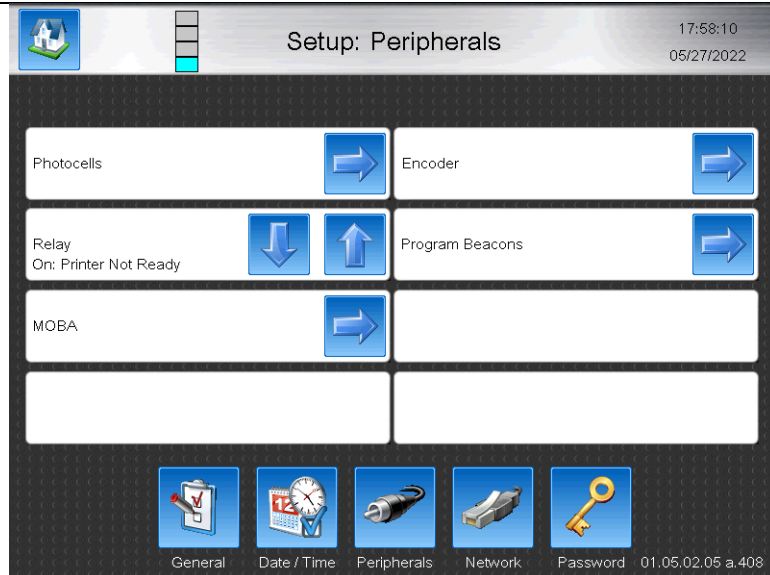 Setup: Peripherals
17:58:10
05/27/2022
Photocells
Encoder
Relay
On: Printer Not Ready
Program Beacons
MOBA
12
General
Date / Time
Peripherals
Network
Password
01.05.02.05 a.408